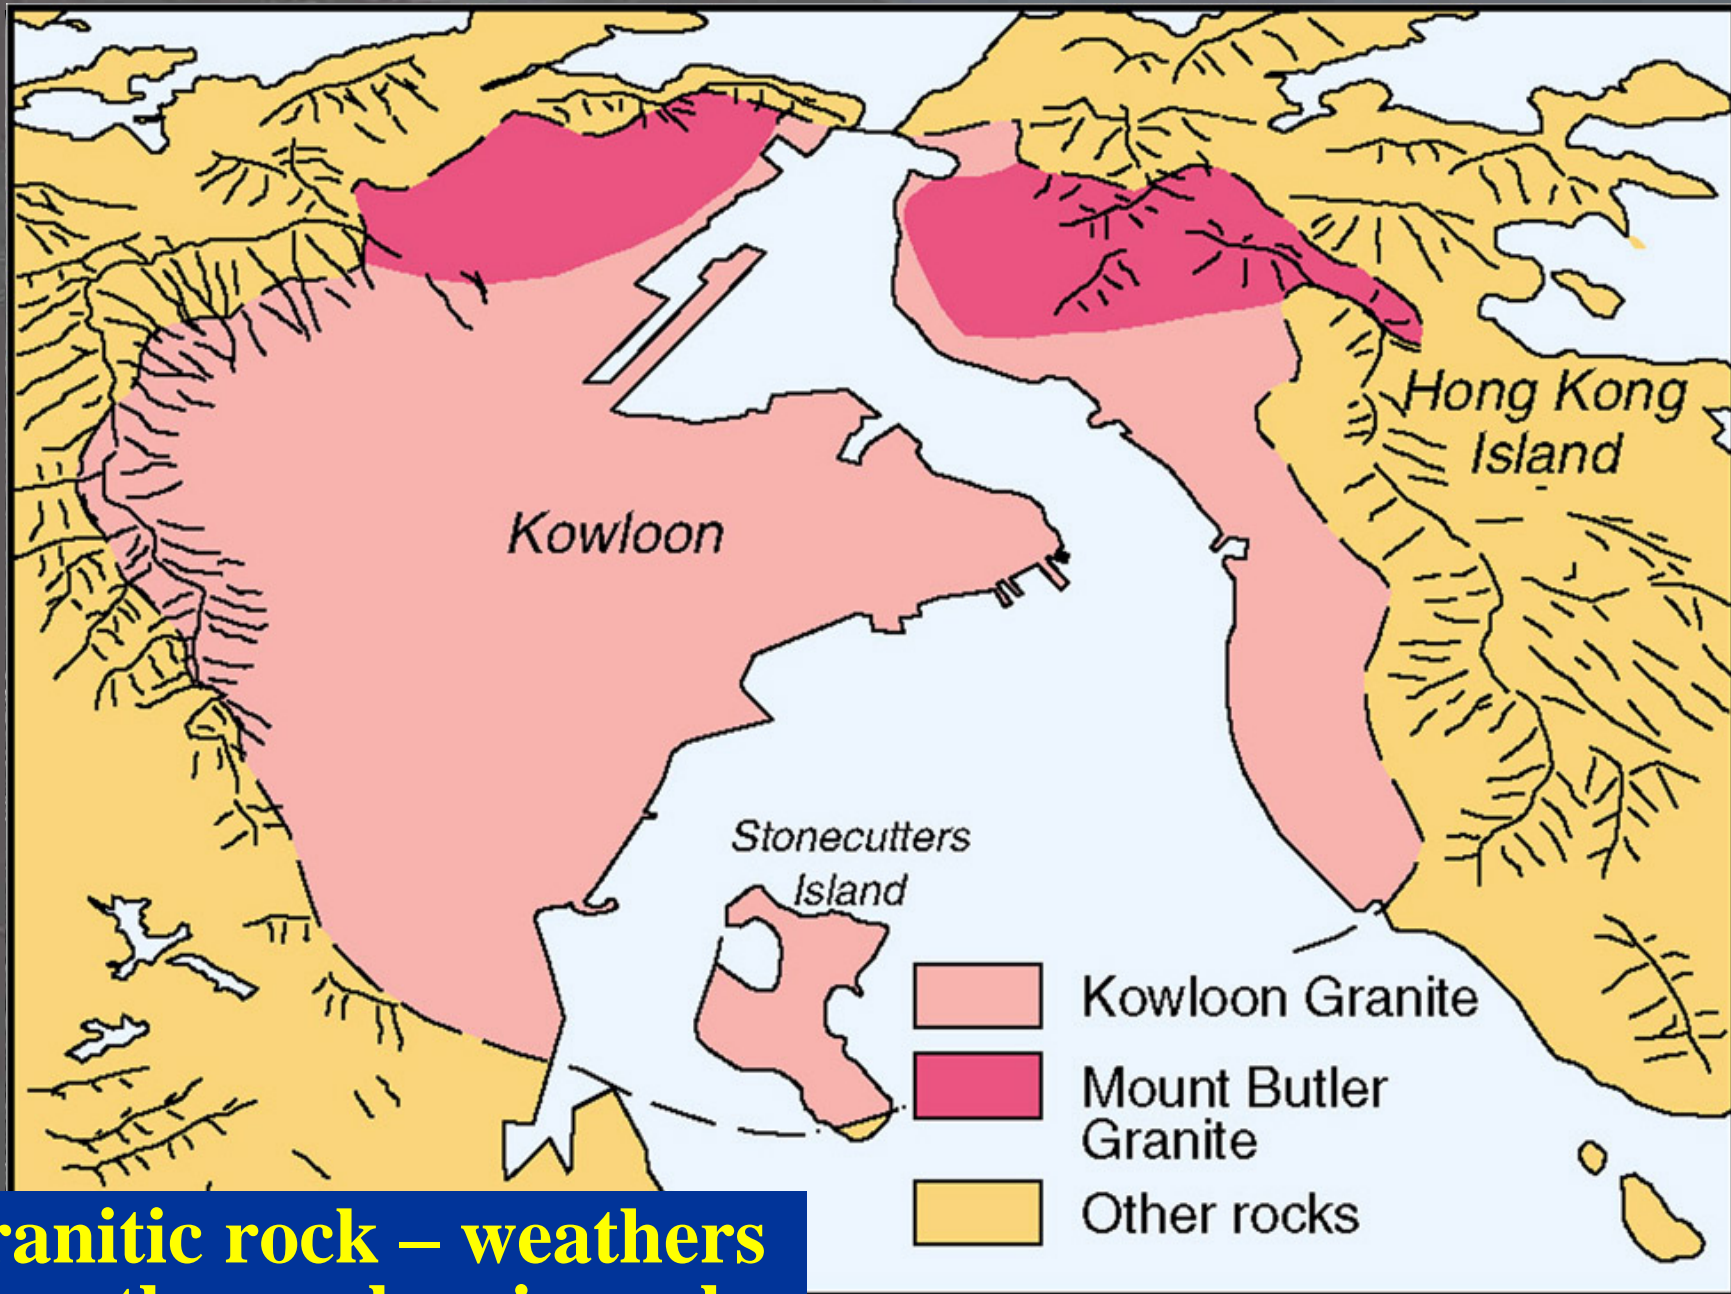 Hong Kong
Island
Kowloon
Stonecutters
Island
Kowloon Granite
Mount Butler
Granite
Other rocks
ranitic rock – weathers